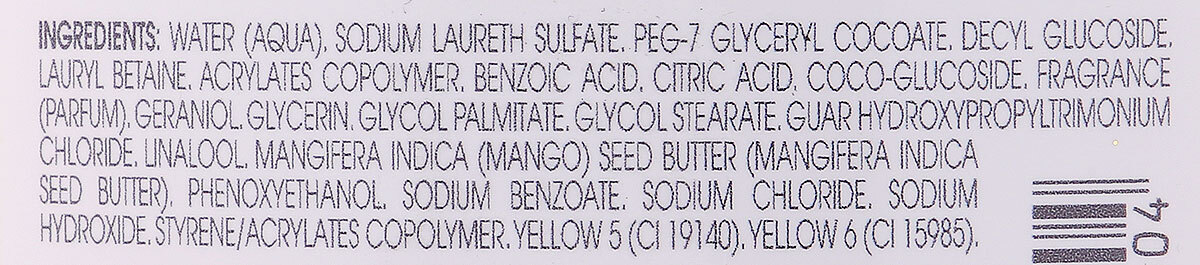 INGREDIENTS: WATER (AQUA), SODIUM LAURETH SULFATE, PEG-7 GLYCERYL COCOATE, DECYL GLUCOSIDE,
LAURYL BETAINE, ACRYLATES COPOLYMER, BENZOIC ACID, CITRIC ACID, COCO-GLUCOSIDE, FRAGRANCE
(PARFUM), GERANIOL, GLYCERIN, GLYCOL PALMITATE, GLYCOL STEARATE, GUAR HYDROXYPROPYLTRIMONIUM
CHLORIDE, LINALOOL, MANGIFERA INDICA (MANGO) SEED BUTTER (MANGIFERA INDICA
SEED BUTTER), PHENOXYETHANOL, SODIUM BENZOATE, SODIUM CHLORIDE, SODIUM
HYDROXIDE, STYRENE/ACRYLATES COPOLYMER, YELLOW 5 (CI 19140), YELLOW 6 (CI 15985).
40